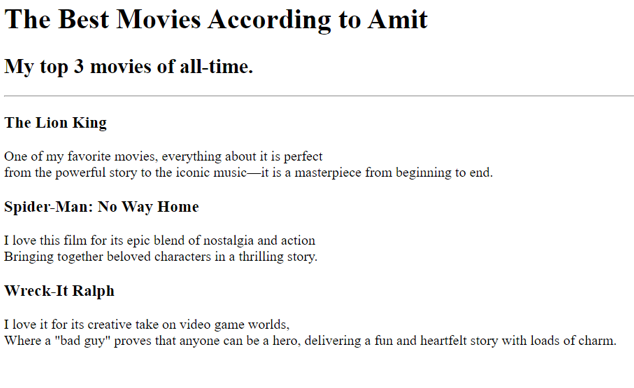 The Best Movies According to Amit
My top 3 movies of all-time.
The Lion King
One of my favorite movies, everything about it is perfect
from the powerful story to the iconic music—it is a masterpiece from beginning to end.
Spider-Man: No Way Home
I love this film for its epic blend of nostalgia and action
Bringing together beloved characters in a thrilling story.
Wreck-It Ralph
I love it for its creative take on video game worlds,
Where a "bad guy" proves that anyone can be a hero, delivering a fun and heartfelt story with loads of charm.